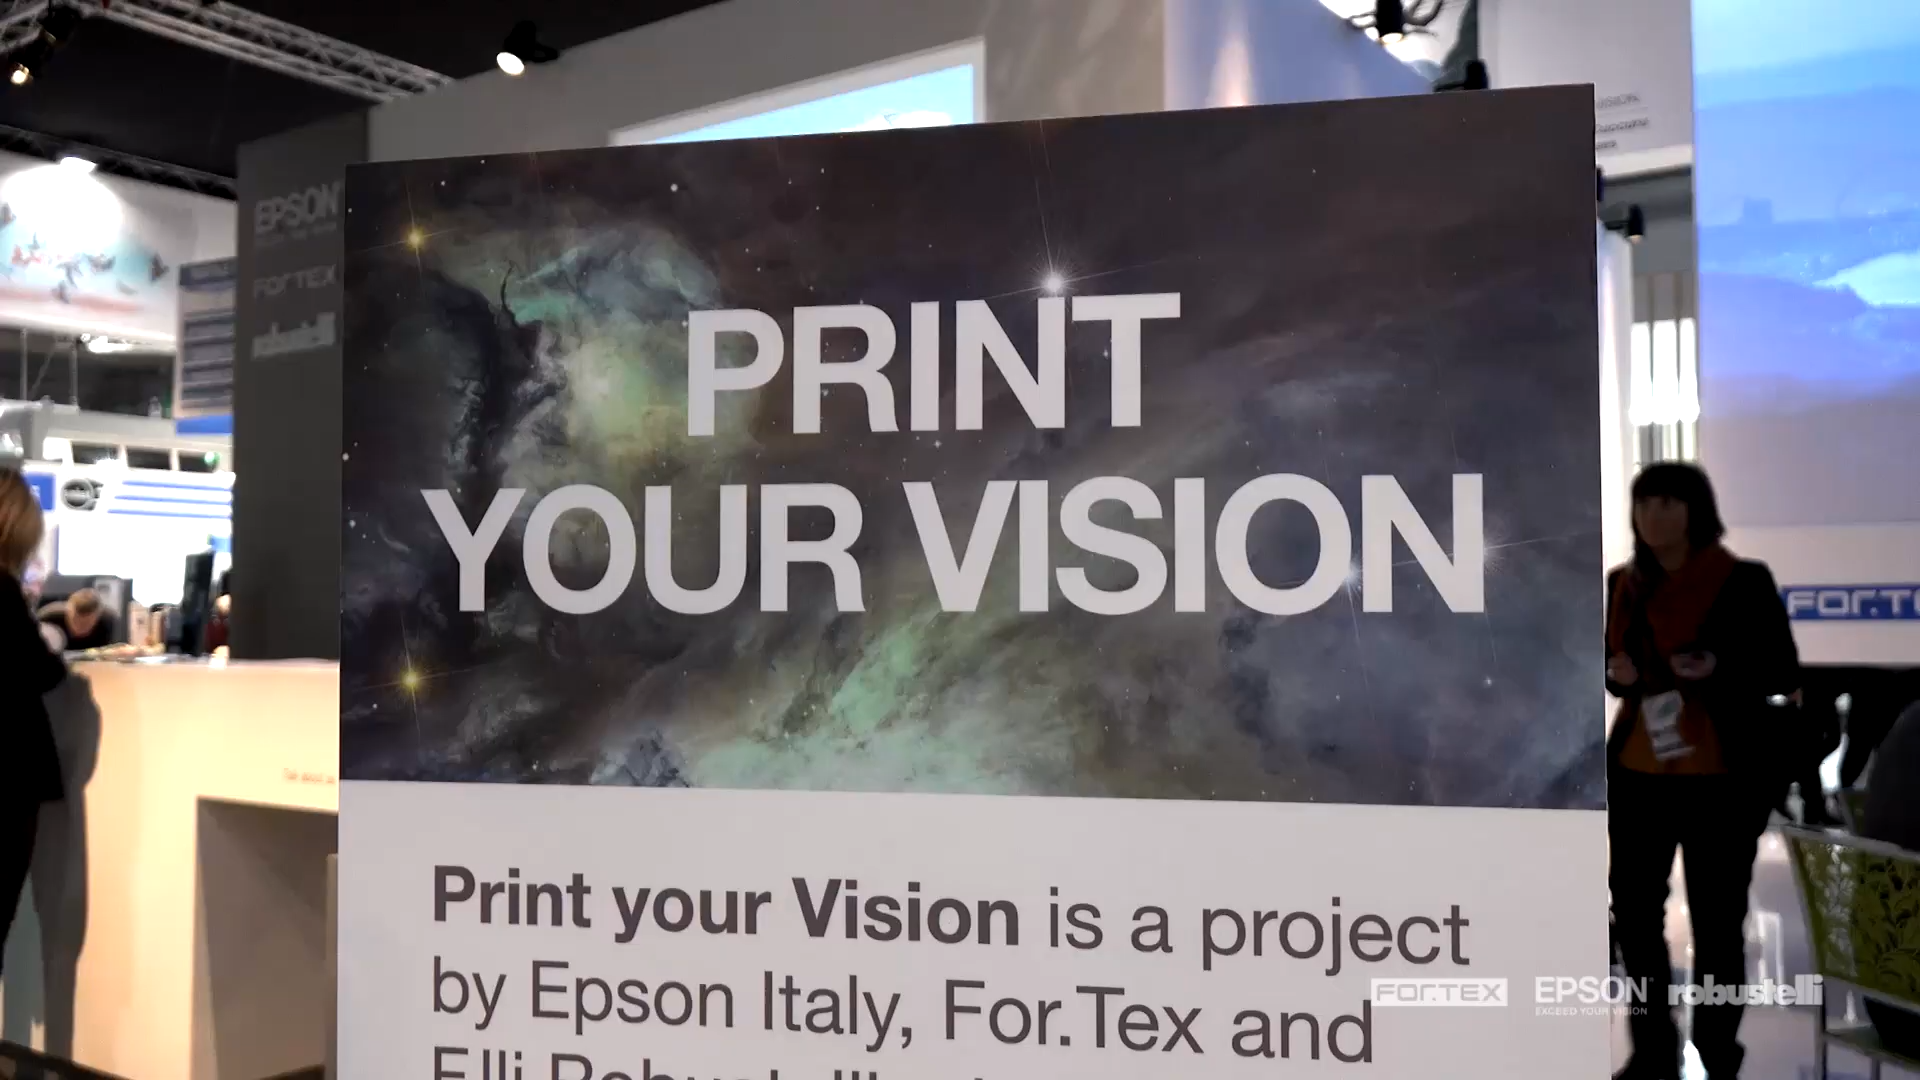 EPSON
FOR.TEX
robustelli
PRINT
YOUR VISION
Print your Vision is a project
by Epson Italy, For.Tex and
FOR.TEX
EPSON
EXCEED YOUR VISION
robustelli
FOR.T